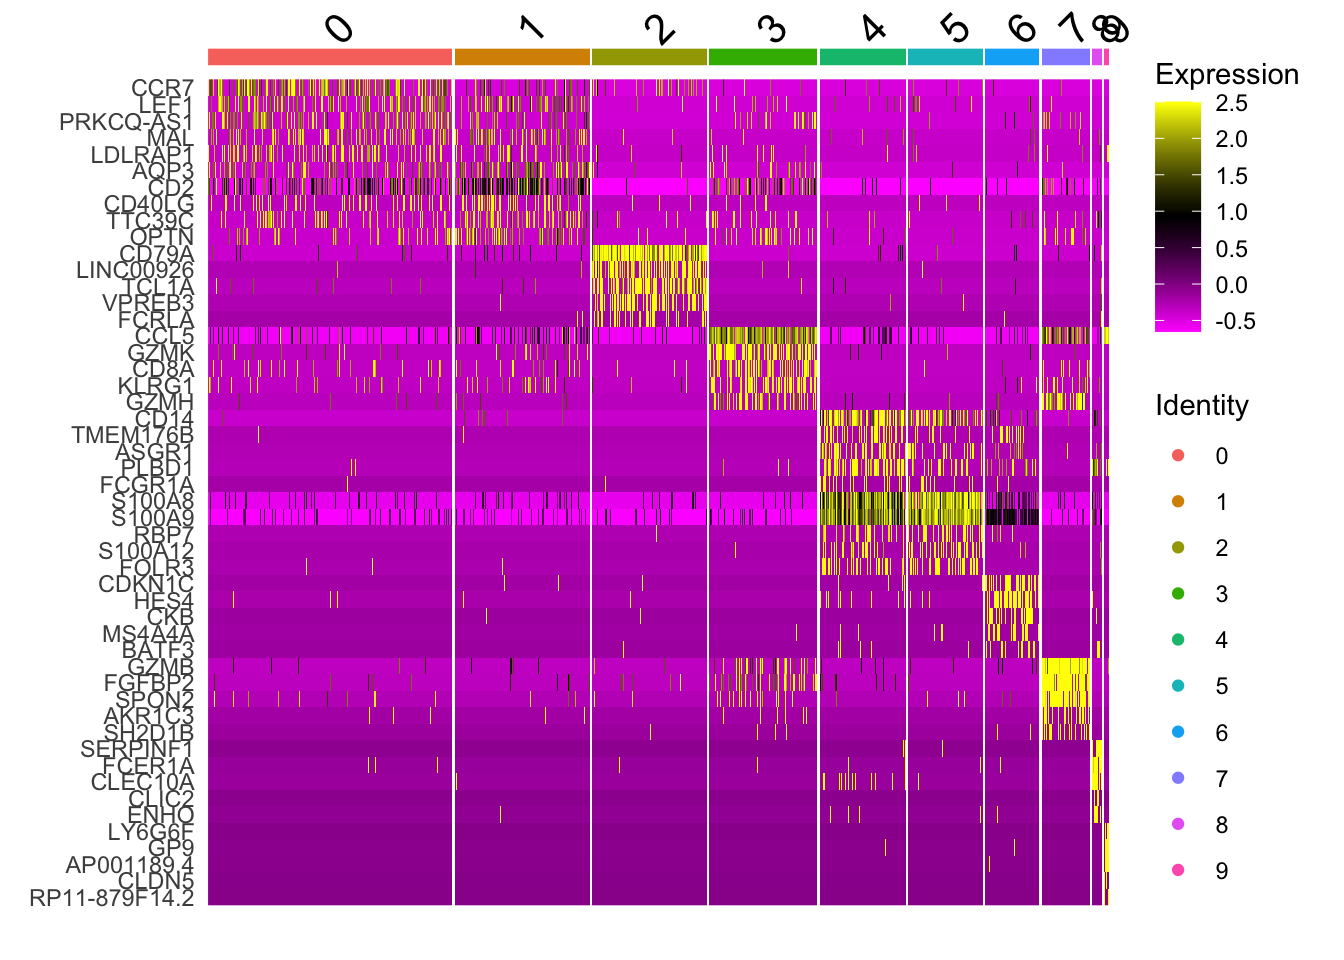 0 1 2 3 4 5 6 7 8 9
CCR7
LEF1
PRKCQ-AS1
MAL
LDLRAP1
AQP3
CD2
CD40LG
TTC39C
OPTN
CD79A
LINC00926
TCL1A
VPREB3
FCRLA
CCL5
GZMK
CD8A
KLRG1
GZMH
CD14
TMEM176B
ASGR1
PLBD1
FCGR1A
S100A8
S100A9
RBP7
S100A12
FOLR3
CDKN1C
HES4
CKB
MS4A4A
BATF3
GZMB
FGFBP2
SPON2
AKR1C3
SH2D1B
SERPINF1
FCER1A
CLEC10A
CLIC2
ENHO
LY6G6F
GP9
AP001189.4
CLDN5
RP11-879F14.2
Expression
2.5
2.0
1.5
1.0
0.5
0.0
-0.5
Identity
0
1
2
3
4
5
6
7
8
9